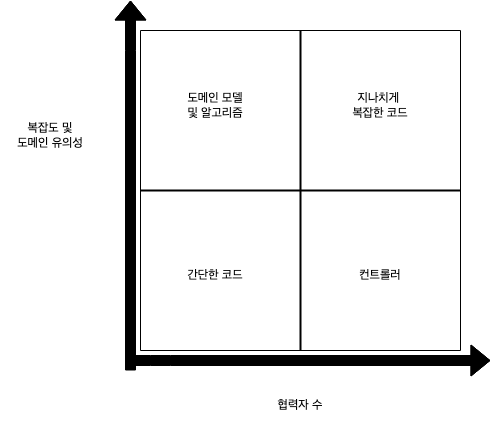 도메인 모델
및 알고리즘
지나치게
복잡한 코드
복잡도 및
도메인 유의성
간단한 코드
컨트롤러
협력자 수